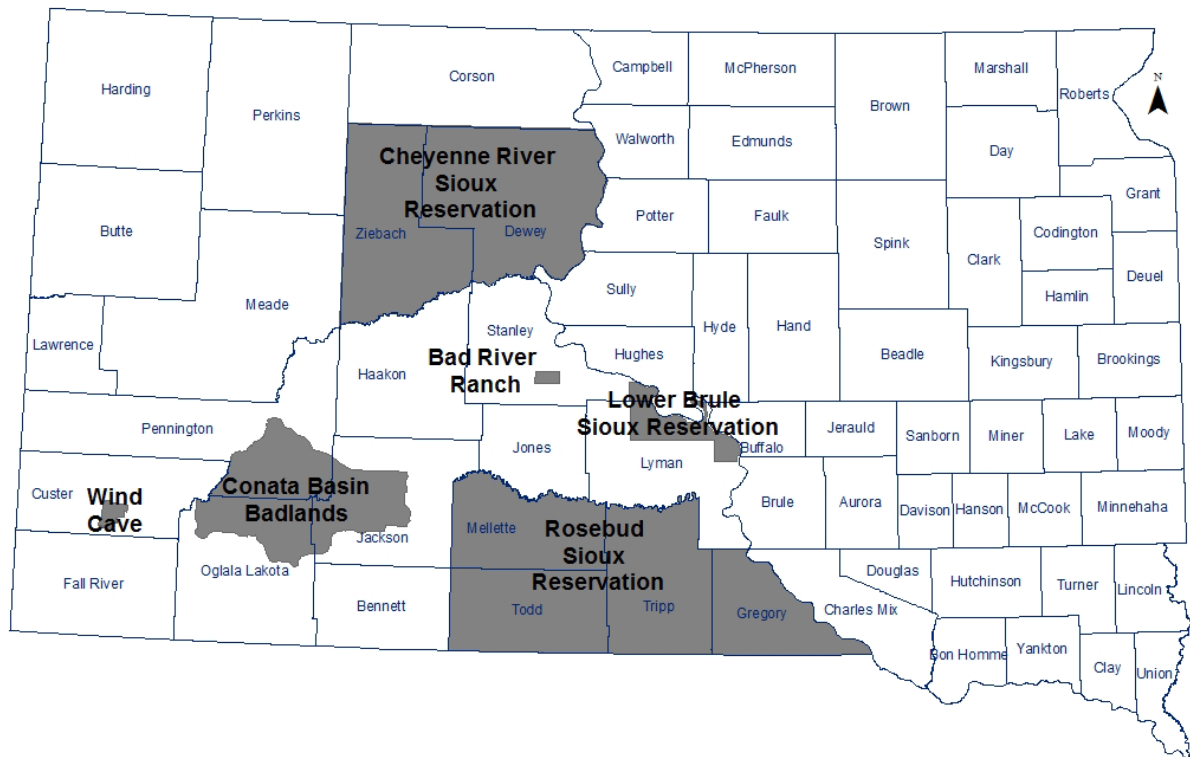 Harding
Perkins
Corson
Campbell
McPherson
Brown
Marshall
Roberts
N
Walworth
Edmunds
Day
Cheyenne River
Sioux
Reservation
Ziebach
Dewey
Butte
Potter
Faulk
Spink
Clark
Codington
Grant
Deuel
Hamlin
Meade
Sully
Hyde
Hand
Lawrence
Stanley
Hughes
Beadle
Kingsbury
Brookings
Haakon
Bad River
Ranch
Lower Brule
Sioux Reservation
Pennington
Jones
Lyman
Buffalo
Jerauld
Sanborn
Miner
Lake
Moody
Custer
Wind
Cave
Conata Basin
Badlands
Jackson
Mellette
Rosebud
Sioux
Reservation
Brule
Aurora
Davison
Hanson
McCook
Minnehaha
Fall River
Oglala Lakota
Bennett
Todd
Tripp
Gregory
Douglas
Charles Mix
Hutchinson
Turner
Lincoln
Bon Homme
Yankton
Clay
Union